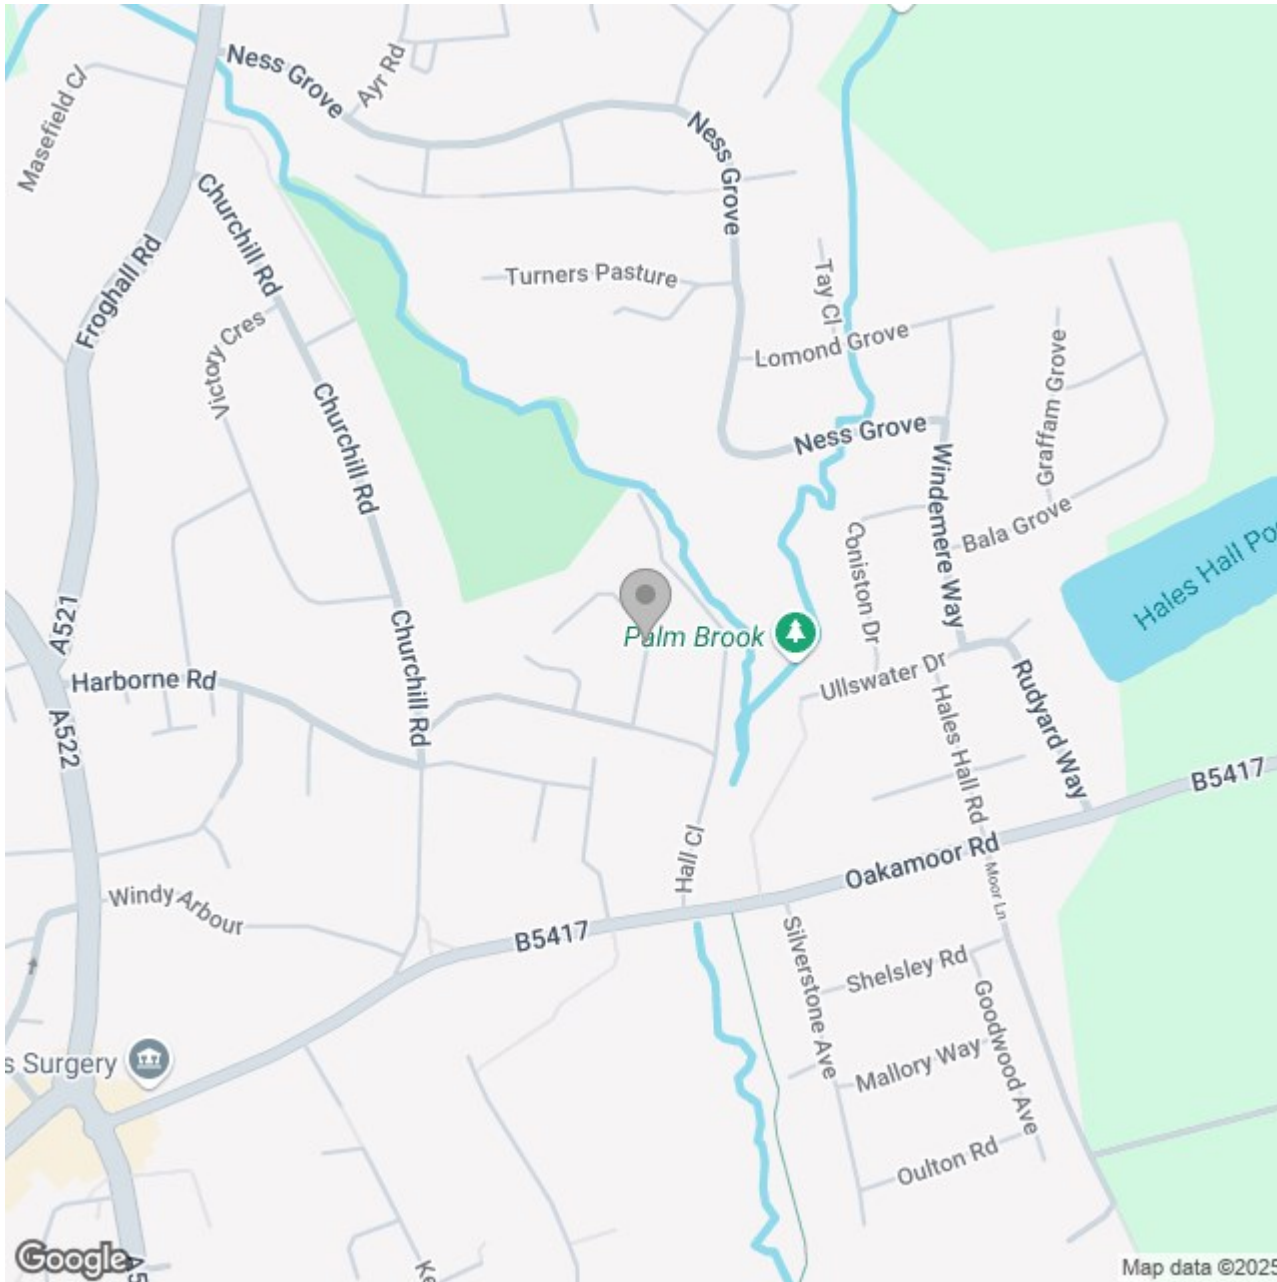 Ness Grove
Ayr Rd
Masefield Cl
Ness Grove
Churchill Rd
Froghall Rd
Turners Pasture
Tay Cl
Victory Cres
Lomond Grove
Graffam Grove
Churchill Rd
Ness Grove
Windemere Way
Bala Grove
Coniston Dr
Hales Hall Po
A521
Churchill Rd
Palm Brook
Harborne Rd
Ullswater Dr
Rudyard Way
A522
Hales Hall Rd
B5417
Hall Cl
Oakamoor Rd
Moor Ln
Windy Arbour
B5417
Silverstone Ave
Shelsley Rd
Goodwood Ave
s Surgery
Mallory Way
Oulton Rd
Google
A5
Ke
Map data ©2025